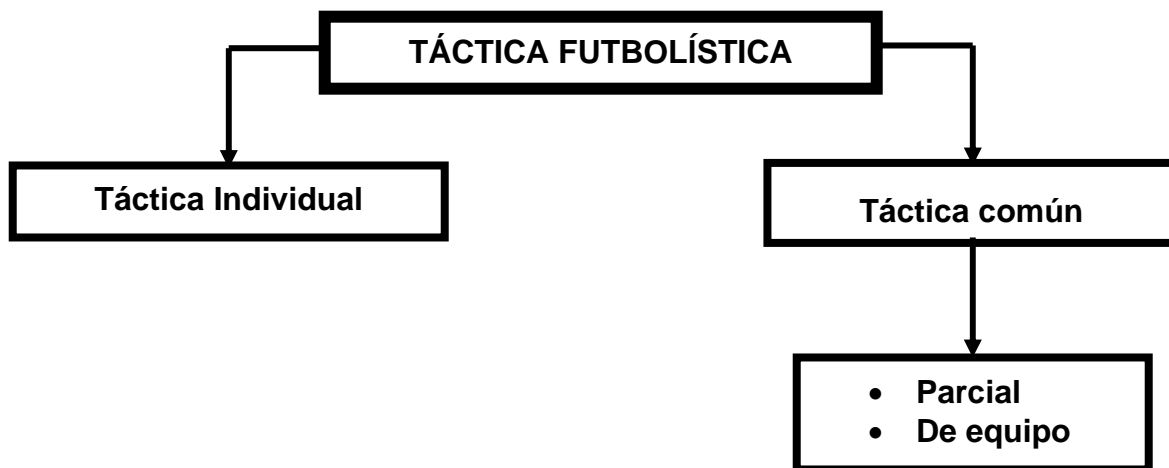 TÁCTICA FUTBOLÍSTICA
Táctica Individual
Táctica común
• Parcial
• De equipo